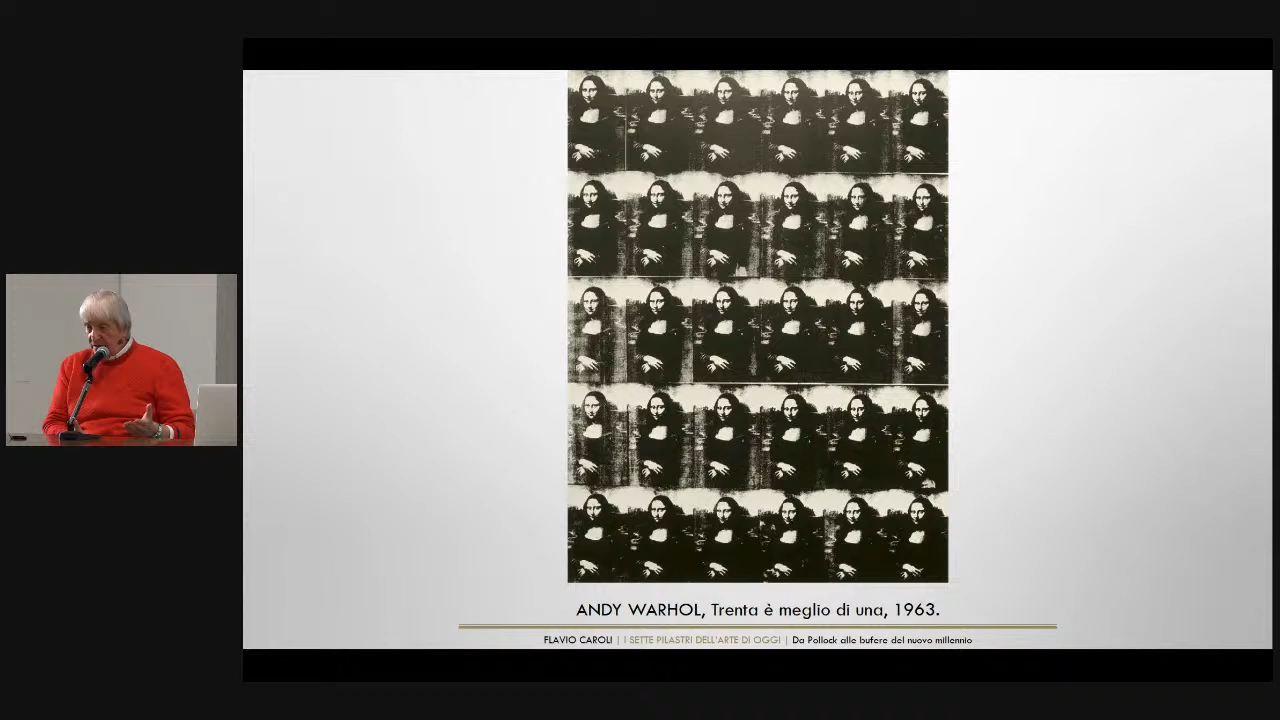 ANDY WARHOL, Trenta è meglio di una, 1963.
FLAVIO CAROLI | I SETTE PILASTRI DELL'ARTE DI OGGI | Da Pollock alle bufere del nuovo millennio